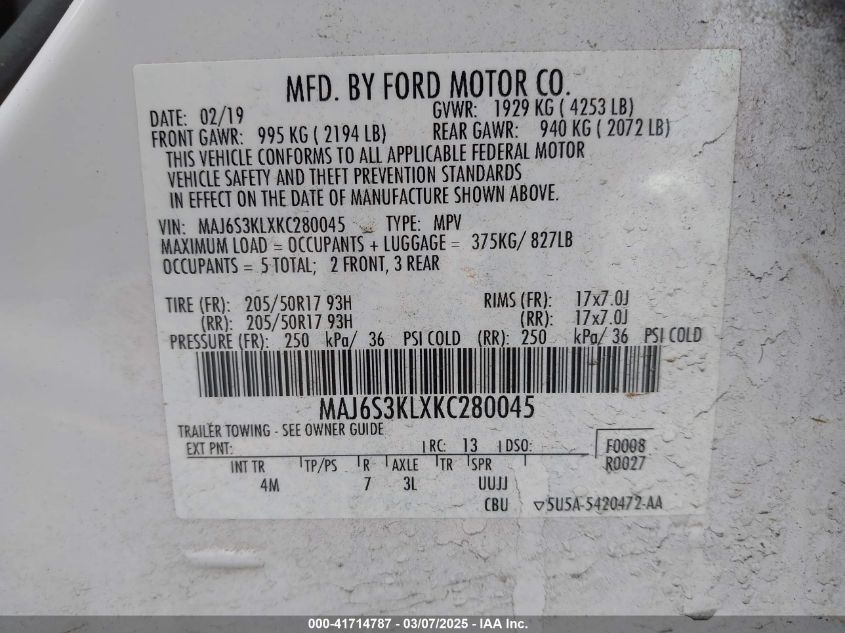 MFD. BY FORD MOTOR CO.
DATE: 02/19 GVWR: 1929 KG ( 4253 LB)
FRONT GAWR: 995 KG ( 2194 LB) REAR GAWR: 940 KG ( 2072 LB)
THIS VEHICLE CONFORMS TO ALL APPLICABLE FEDERAL MOTOR
VEHICLE SAFETY AND THEFT PREVENTION STANDARDS
IN EFFECT ON THE DATE OF MANUFACTURE SHOWN ABOVE.
VIN: MAJ6S3KLXKC280045 TYPE: MPV
MAXIMUM LOAD = OCCUPANTS + LUGGAGE = 375KG/ 827LB
OCCUPANTS = 5 TOTAL; 2 FRONT, 3 REAR
TIRE (FR): 205/50R17 93H RIMS (FR): 17x7.0J
(RR): 205/50R17 93H (RR): 17x7.0J
PRESSURE (FR): 250 kPa/ 36 PSI COLD (RR): 250 kPa/ 36 PSI COLD
MAJ6S3KLXKC280045
TRAILER TOWING - SEE OWNER GUIDE
EXT PNT: RC: 13 DSO: F0008
R0027
INT TR TP/PS R AXLE TR SPR
4M 7 3L UUJJ
CBU ▽5U5A-5420472-AA
000-41714787 — 03/07/2025 — IAA Inc.